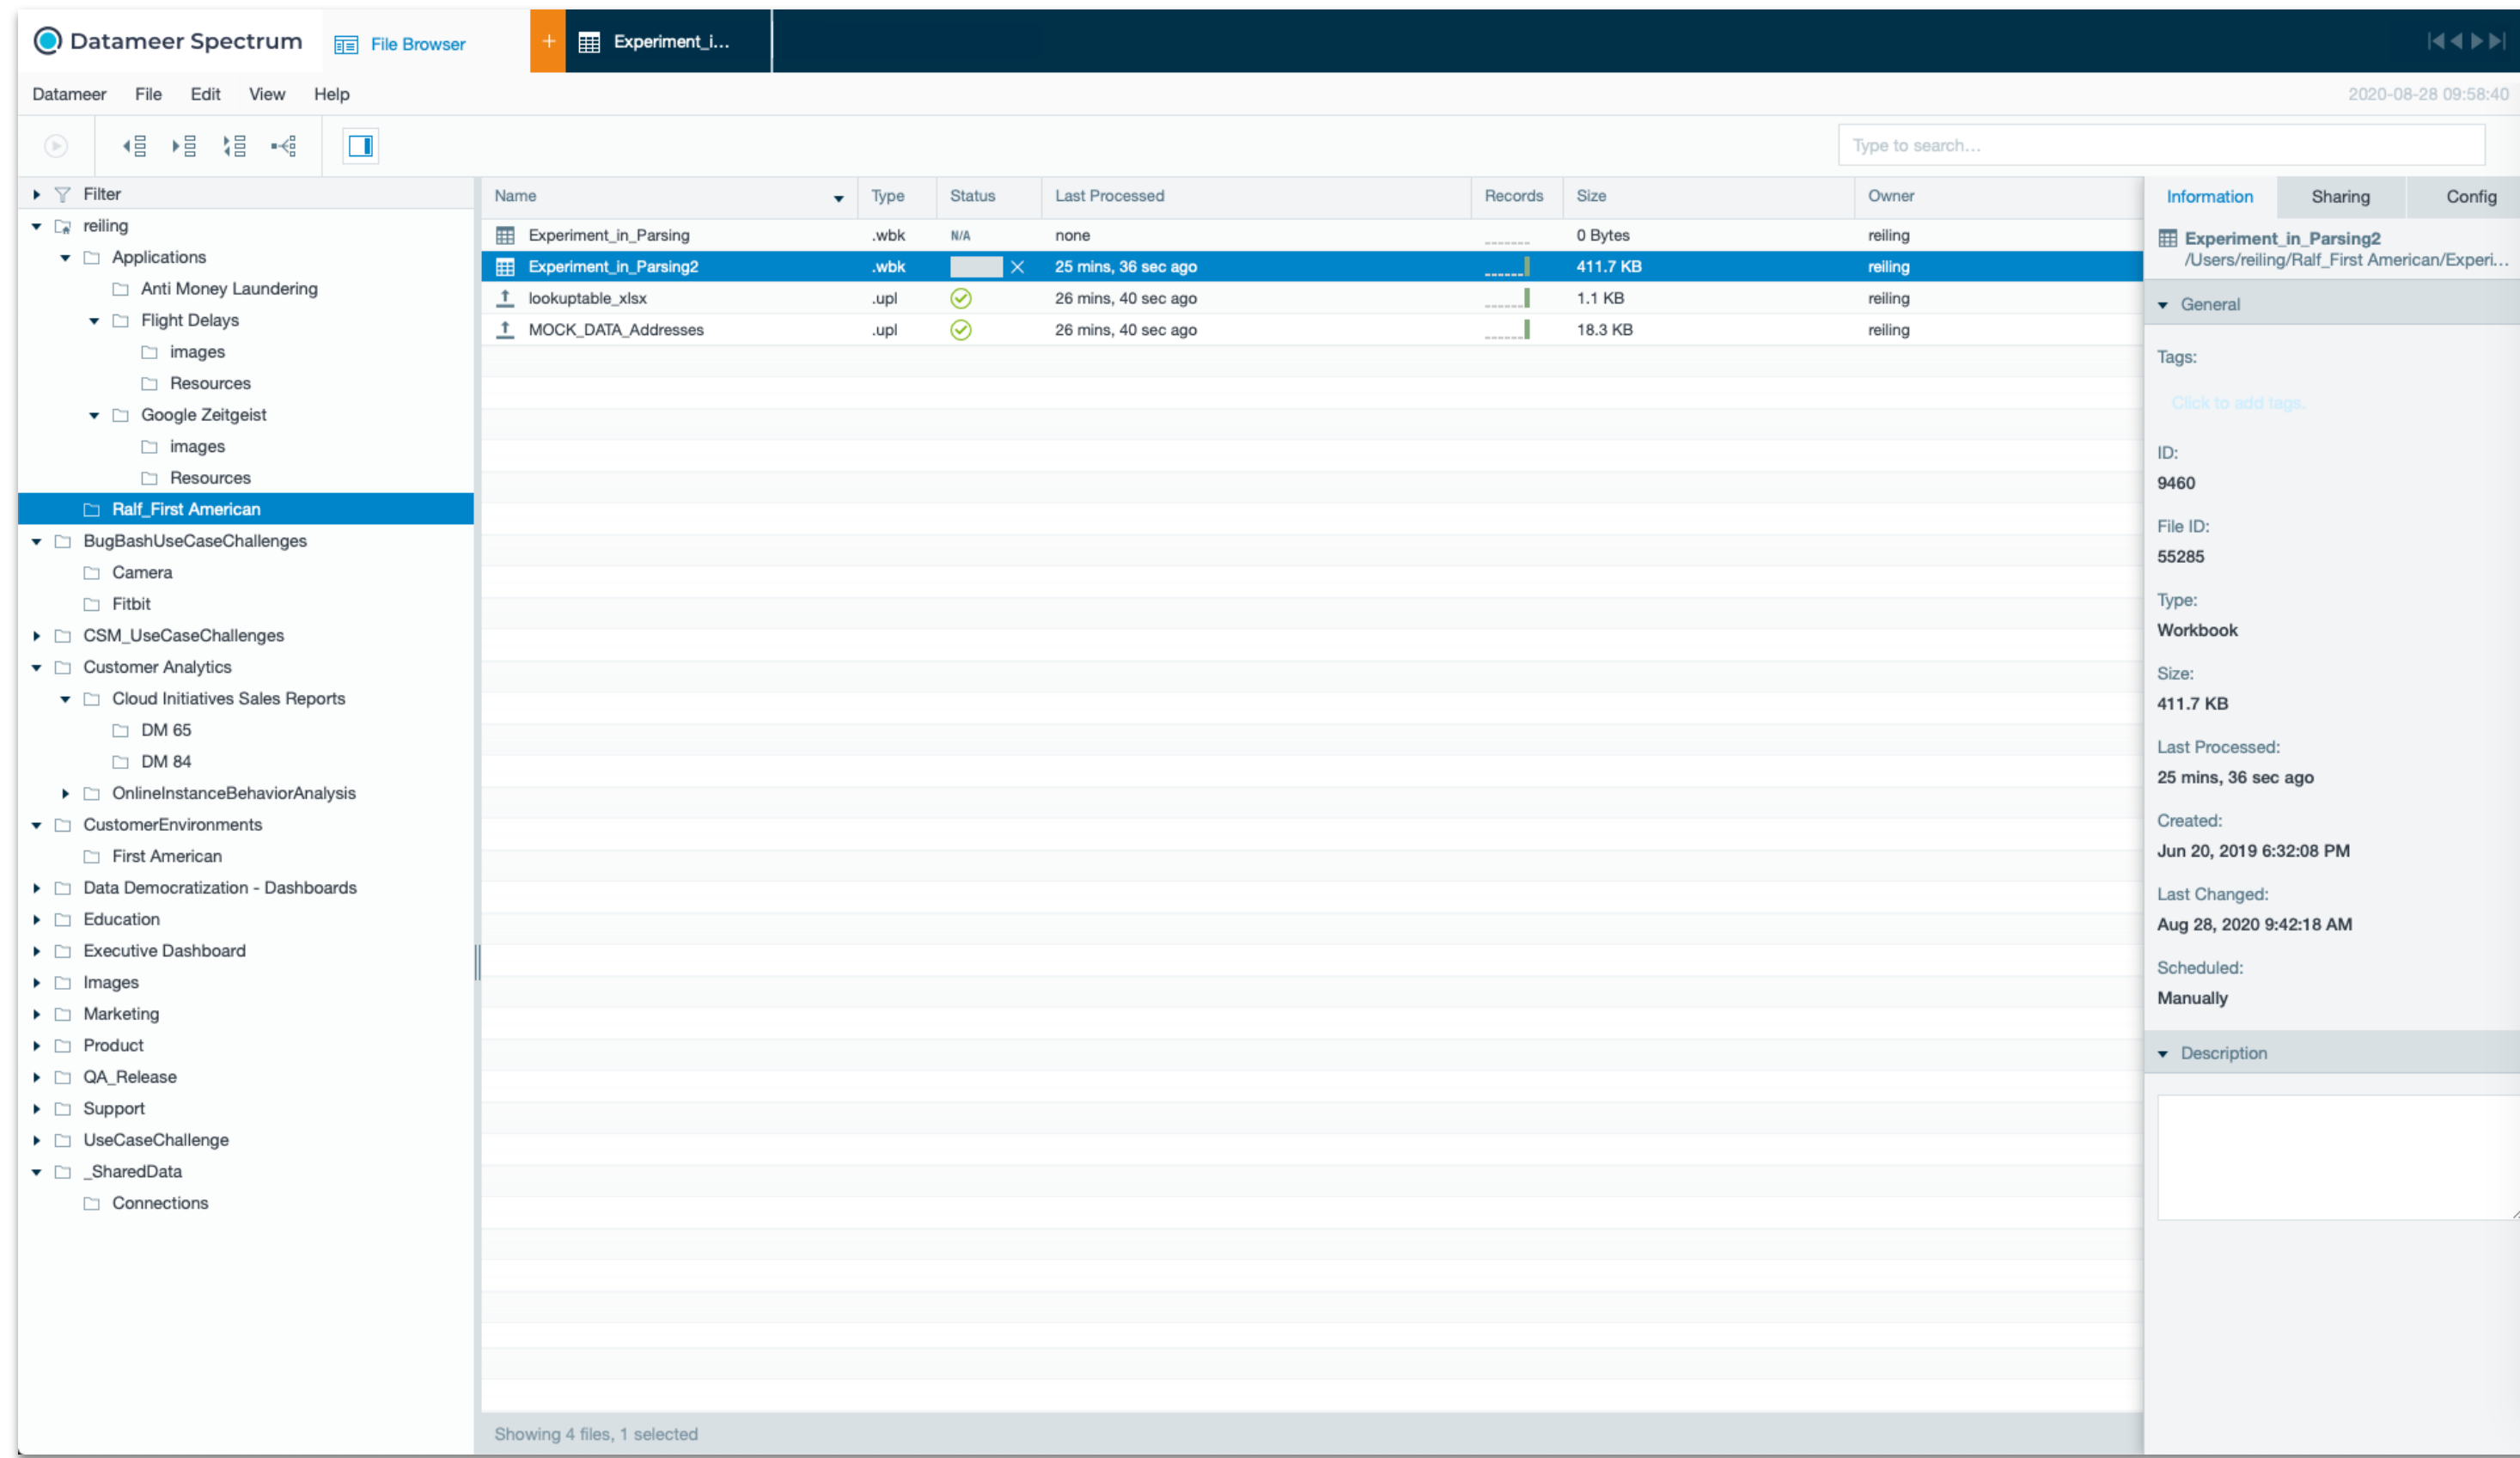 Datameer Spectrum File Browser + Experiment_i...
Datameer File Edit View Help 2020-08-28 09:58:40
Type to search...
Filter
reiling
Applications
Anti Money Laundering
Flight Delays
images
Resources
Google Zeitgeist
images
Resources
Ralf_First American
BugBashUseCaseChallenges
Camera
Fitbit
CSM_UseCaseChallenges
Customer Analytics
Cloud Initiatives Sales Reports
DM 65
DM 84
OnlineInstanceBehaviorAnalysis
CustomerEnvironments
First American
Data Democratization - Dashboards
Education
Executive Dashboard
Images
Marketing
Product
QA_Release
Support
UseCaseChallenge
_SharedData
Connections
Name Type Status Last Processed Records Size Owner
Experiment_in_Parsing .wbk N/A none 0 Bytes reiling
Experiment_in_Parsing2 .wbk 25 mins, 36 sec ago 411.7 KB reiling
lookuptable_xlsx .upl 26 mins, 40 sec ago 1.1 KB reiling
MOCK_DATA_Addresses .upl 26 mins, 40 sec ago 18.3 KB reiling
Showing 4 files, 1 selected
Information Sharing Config
Experiment_in_Parsing2
/Users/reiling/Ralf_First American/Experi...
General
Tags:
Click to add tags.
ID:
9460
File ID:
55285
Type:
Workbook
Size:
411.7 KB
Last Processed:
25 mins, 36 sec ago
Created:
Jun 20, 2019 6:32:08 PM
Last Changed:
Aug 28, 2020 9:42:18 AM
Scheduled:
Manually
Description